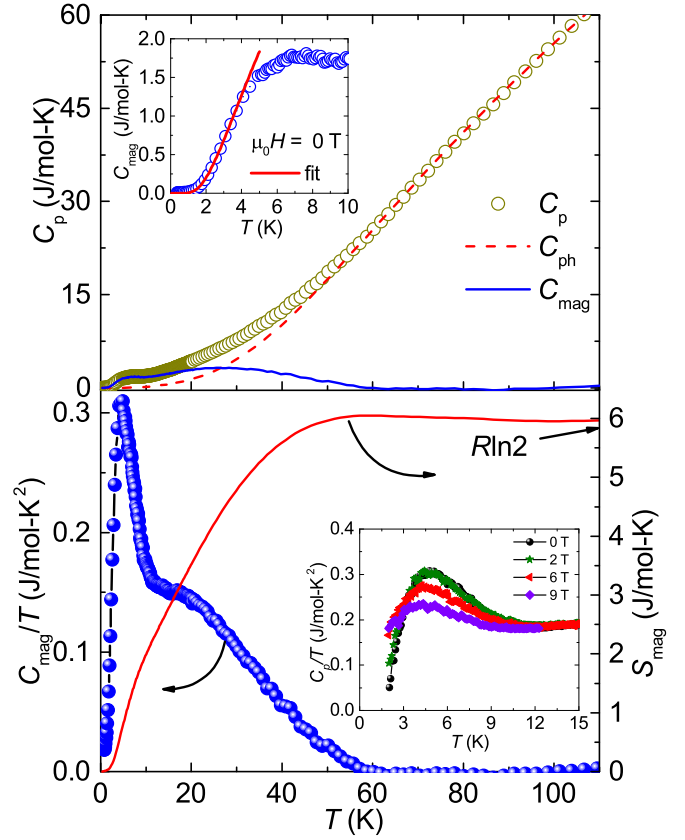 60
45
30
15
0
C_p (J/mol-K)
2.0
1.5
1.0
0.5
0.0
C_mag (J/mol-K)
μ₀H = 0 T
fit
0 2 4 6 8 10
T (K)
C_p
C_ph
C_mag
0.3
0.2
0.1
0.0
C_mag/T (J/mol-K²)
6
5
4
3
2
1
0
S_mag (J/mol-K)
Rln2
0.4
0.3
0.2
0.1
0.0
C_p/T (J/mol-K²)
0 T
2 T
6 T
9 T
0 3 6 9 12 15
T (K)
0 20 40 60 80 100
T (K)